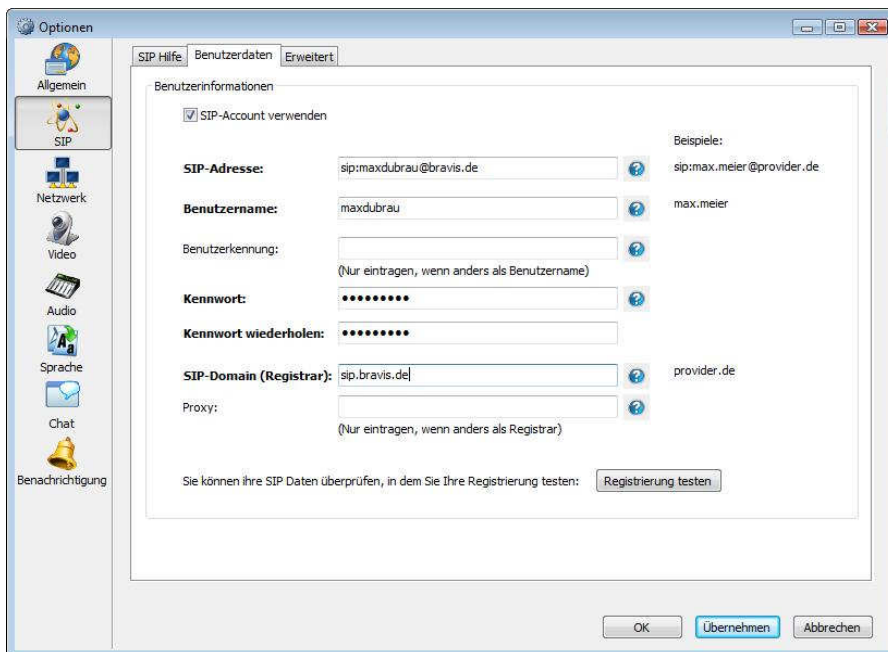 Optionen
Allgemein
SIP
Netzwerk
Video
Audio
Sprache
Chat
Benachrichtigung
SIP Hilfe Benutzerdaten Erweitert
Benutzerinformationen
SIP-Account verwenden
Beispiele:
SIP-Adresse: sip:maxdubrau@bravis.de sip:max.meier@provider.de
Benutzername: maxdubrau max.meier
Benutzerkennung:
(Nur eintragen, wenn anders als Benutzername)
Kennwort: •••••••••
Kennwort wiederholen: •••••••••
SIP-Domain (Registrar): sip.bravis.de provider.de
Proxy:
(Nur eintragen, wenn anders als Registrar)
Sie können ihre SIP Daten überprüfen, in dem Sie Ihre Registrierung testen: Registrierung testen
OK Übernehmen Abbrechen